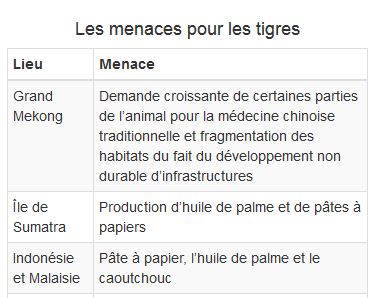 Les menaces pour les tigres
Lieu Menace
Grand Demande croissante de certaines parties
Mekong de l’animal pour la médecine chinoise
traditionnelle et fragmentation des
habitats du fait du développement non
durable d’infrastructures
Île de Production d’huile de palme et de pâtes à
Sumatra papiers
Indonésie Pâte à papier, l’huile de palme et le
et Malaisie caoutchouc